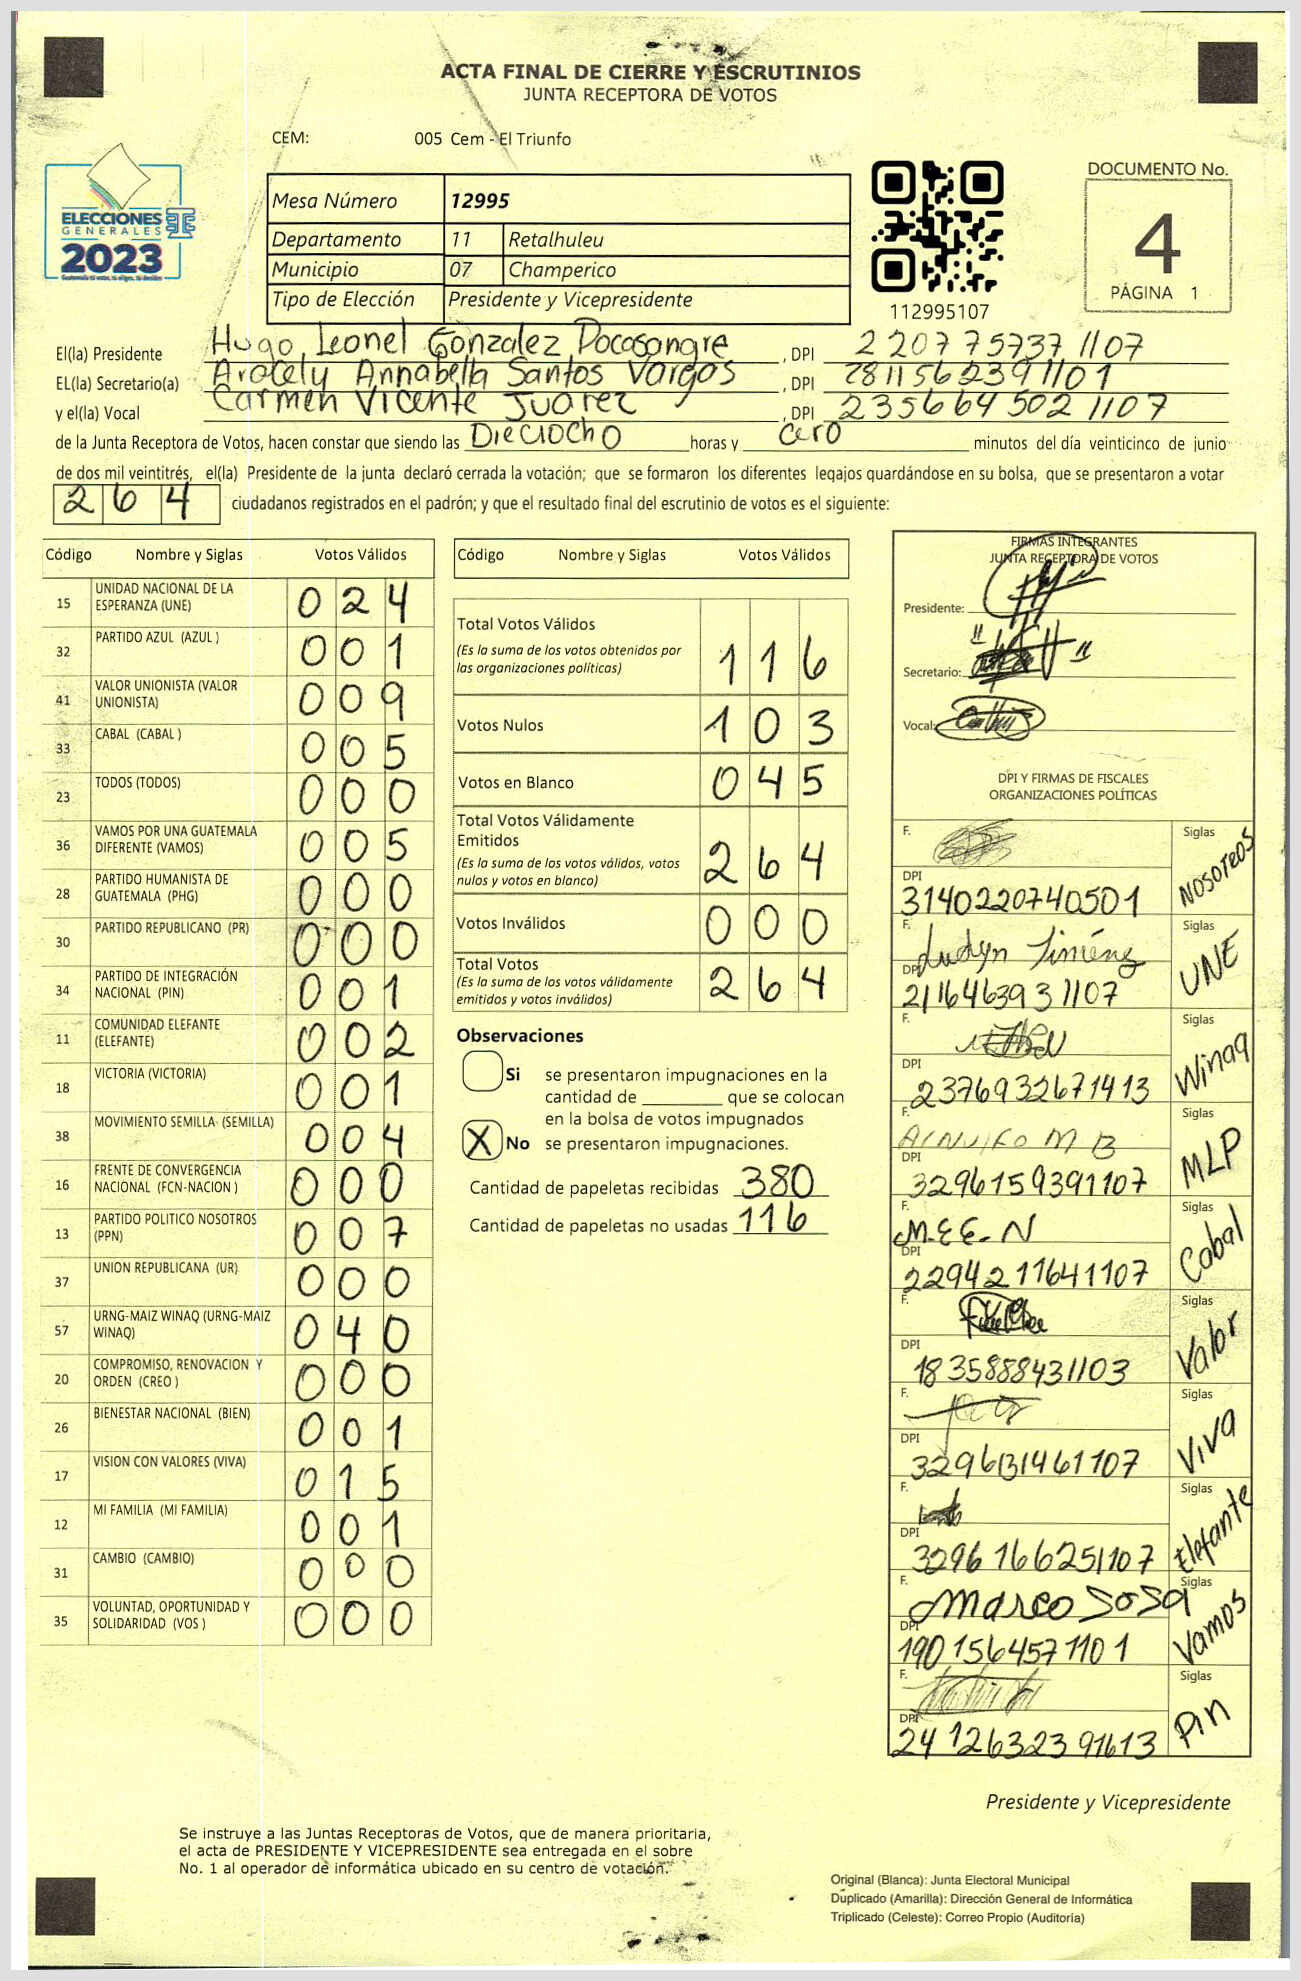 ACTA FINAL DE CIERRE Y ESCRUTINIOS
JUNTA RECEPTORA DE VOTOS
CEM: 005 Cem - El Triunfo
ELECCIONES
GENERALES
2023
Mesa Número 12995
Departamento 11 Retalhuleu
Municipio 07 Champerico
Tipo de Elección Presidente y Vicepresidente
112995107
DOCUMENTO No.
4
PÁGINA 1
El(la) Presidente Hugo Leonel Gonzalez Pocasangre, DPI 2 207 75737 1107
EL(la) Secretario(a) Aracely Annabella Santos Vargas, DPI 2811562391101
y el(la) Vocal Carmen Vicente Juarez, DPI 235664502 1107
de la Junta Receptora de Votos, hacen constar que siendo las Dieciocho horas y cero minutos del día veinticinco de junio
de dos mil veintitrés, el(la) Presidente de la junta declaró cerrada la votación; que se formaron los diferentes legajos quardándose en su bolsa, que se presentaron a votar
264 ciudadanos registrados en el padrón; y que el resultado final del escrutinio de votos es el siguiente:
Código Nombre y Siglas Votos Válidos
15 UNIDAD NACIONAL DE LA ESPERANZA (UNE) 024
32 PARTIDO AZUL (AZUL ) 001
41 VALOR UNIONISTA (VALOR UNIONISTA) 009
33 CABAL (CABAL ) 005
23 TODOS (TODOS) 000
36 VAMOS POR UNA GUATEMALA DIFERENTE (VAMOS) 005
28 PARTIDO HUMANISTA DE GUATEMALA (PHG) 000
30 PARTIDO REPUBLICANO (PR) 000
34 PARTIDO DE INTEGRACIÓN NACIONAL (PIN) 001
11 COMUNIDAD ELEFANTE (ELEFANTE) 002
18 VICTORIA (VICTORIA) 001
38 MOVIMIENTO SEMILLA (SEMILLA) 004
16 FRENTE DE CONVERGENCIA NACIONAL (FCN-NACION ) 000
13 PARTIDO POLITICO NOSOTROS (PPN) 007
37 UNION REPUBLICANA (UR) 000
57 URNG-MAIZ WINAQ (URNG-MAIZ WINAQ) 040
20 COMPROMISO, RENOVACION Y ORDEN (CREO ) 000
26 BIENESTAR NACIONAL (BIEN) 001
17 VISION CON VALORES (VIVA) 015
12 MI FAMILIA (MI FAMILIA) 001
31 CAMBIO (CAMBIO) 000
35 VOLUNTAD, OPORTUNIDAD Y SOLIDARIDAD (VOS ) 000
Código Nombre y Siglas Votos Válidos
Total Votos Válidos 116
(Es la suma de los votos obtenidos por
las organizaciones políticas)
Votos Nulos 103
Votos en Blanco 045
Total Votos Válidamente
Emitidos 264
(Es la suma de los votos válidos, votos
nulos y votos en blanco)
Votos Inválidos 000
Total Votos 264
(Es la suma de los votos válidamente
emitidos y votos inválidos)
Observaciones
Si se presentaron impugnaciones en la
cantidad de ________ que se colocan
en la bolsa de votos impugnados
X No se presentaron impugnaciones.
Cantidad de papeletas recibidas 380
Cantidad de papeletas no usadas 116
FIRMAS INTEGRANTES
JUNTA RECEPTORA DE VOTOS
Presidente:
Secretario:
Vocal:
DPI Y FIRMAS DE FISCALES
ORGANIZACIONES POLÍTICAS
F. Siglas NOSOTROS
DPI 3140220740501
F. Ludyn Jiménez Siglas UNE
DPI 2116463931107
F. Siglas Winaq
DPI 2376932671413
F. Arnulfo M B Siglas MLP
DPI 3296159391107
F. M.E.E.N Siglas Cabal
DPI 2294211641107
F. Siglas Valor
DPI 1835888431103
F. Siglas Viva
DPI 3296131461107
F. Siglas Elefante
DPI 3296166251107
F. Marco Sosa Siglas Vamos
DPI 1901564571101
F. Siglas Pin
DPI 2412632391613
Presidente y Vicepresidente
Se instruye a las Juntas Receptoras de Votos, que de manera prioritaria,
el acta de PRESIDENTE Y VICEPRESIDENTE sea entregada en el sobre
No. 1 al operador de informática ubicado en su centro de votación.
Original (Blanca): Junta Electoral Municipal
Duplicado (Amarilla): Dirección General de Informática
Triplicado (Celeste): Correo Propio (Auditoría)